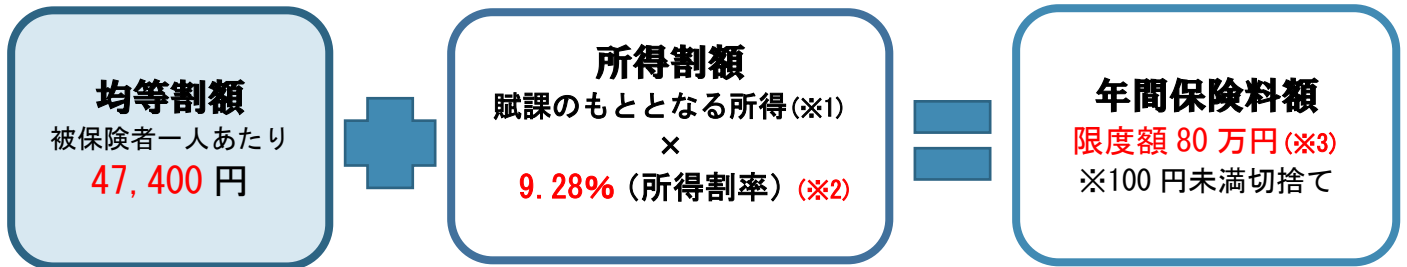 均等割額
被保険者一人あたり
47,400 円
所得割額
賦課のもととなる所得(※1)
×
9.28% (所得割率) (※2)
年間保険料額
限度額 80 万円(※3)
※100 円未満切捨て